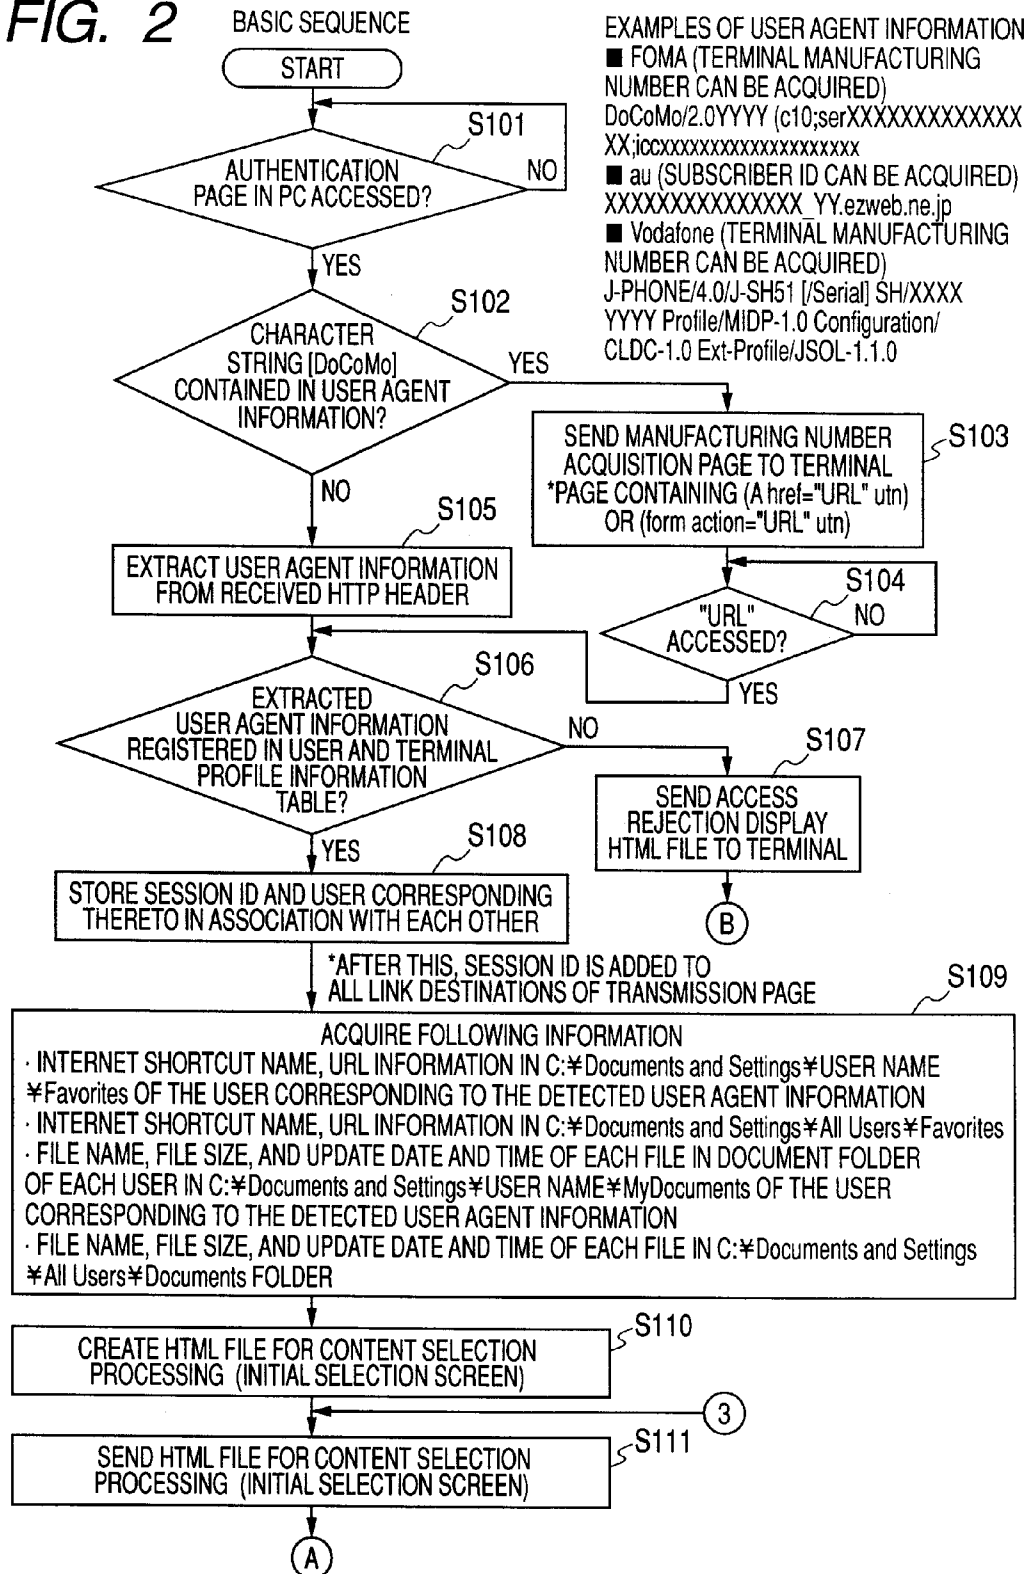 FIG. 2
BASIC SEQUENCE
START
EXAMPLES OF USER AGENT INFORMATION
■ FOMA (TERMINAL MANUFACTURING
NUMBER CAN BE ACQUIRED)
DoCoMo/2.0YYYY (c10;serXXXXXXXXXXXXX
XX;iccxxxxxxxxxxxxxxxxxxxx
■ au (SUBSCRIBER ID CAN BE ACQUIRED)
XXXXXXXXXXXXXXX_YY.ezweb.ne.jp
■ Vodafone (TERMINAL MANUFACTURING
NUMBER CAN BE ACQUIRED)
J-PHONE/4.0/J-SH51 [/Serial] SH/XXXX
YYYY Profile/MIDP-1.0 Configuration/
CLDC-1.0 Ext-Profile/JSOL-1.1.0
S101
AUTHENTICATION
PAGE IN PC ACCESSED?
NO
YES
S102
CHARACTER
STRING [DoCoMo]
CONTAINED IN USER AGENT
INFORMATION?
YES
NO
S103
SEND MANUFACTURING NUMBER
ACQUISITION PAGE TO TERMINAL
*PAGE CONTAINING (A href="URL" utn)
OR (form action="URL" utn)
S104
"URL"
ACCESSED?
NO
YES
S105
EXTRACT USER AGENT INFORMATION
FROM RECEIVED HTTP HEADER
S106
EXTRACTED
USER AGENT INFORMATION
REGISTERED IN USER AND TERMINAL
PROFILE INFORMATION
TABLE?
NO
YES
S107
SEND ACCESS
REJECTION DISPLAY
HTML FILE TO TERMINAL
B
S108
STORE SESSION ID AND USER CORRESPONDING
THERETO IN ASSOCIATION WITH EACH OTHER
*AFTER THIS, SESSION ID IS ADDED TO
ALL LINK DESTINATIONS OF TRANSMISSION PAGE
S109
ACQUIRE FOLLOWING INFORMATION
· INTERNET SHORTCUT NAME, URL INFORMATION IN C:¥Documents and Settings¥USER NAME
¥Favorites OF THE USER CORRESPONDING TO THE DETECTED USER AGENT INFORMATION
· INTERNET SHORTCUT NAME, URL INFORMATION IN C:¥Documents and Settings¥All Users¥Favorites
· FILE NAME, FILE SIZE, AND UPDATE DATE AND TIME OF EACH FILE IN DOCUMENT FOLDER
OF EACH USER IN C:¥Documents and Settings¥USER NAME¥MyDocuments OF THE USER
CORRESPONDING TO THE DETECTED USER AGENT INFORMATION
· FILE NAME, FILE SIZE, AND UPDATE DATE AND TIME OF EACH FILE IN C:¥Documents and Settings
¥All Users¥Documents FOLDER
S110
CREATE HTML FILE FOR CONTENT SELECTION
PROCESSING (INITIAL SELECTION SCREEN)
3
S111
SEND HTML FILE FOR CONTENT SELECTION
PROCESSING (INITIAL SELECTION SCREEN)
A